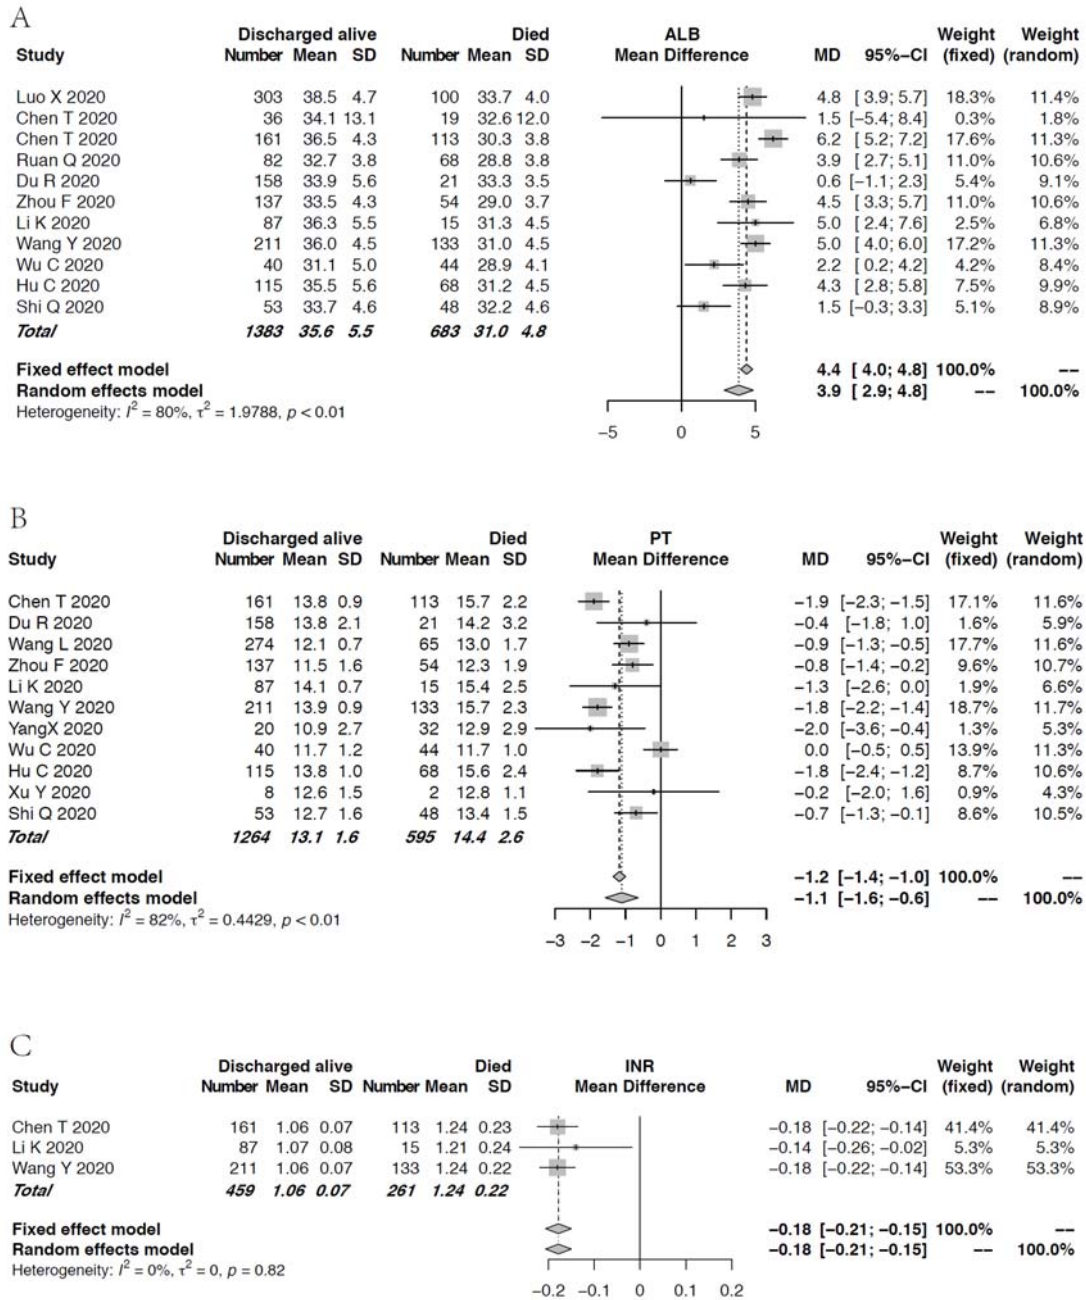 A
Discharged alive Died ALB Weight Weight
Study Number Mean SD Number Mean SD Mean Difference MD 95%−CI (fixed) (random)
Luo X 2020 303 38.5 4.7 100 33.7 4.0 4.8 [ 3.9; 5.7] 18.3% 11.4%
Chen T 2020 36 34.1 13.1 19 32.6 12.0 1.5 [−5.4; 8.4] 0.3% 1.8%
Chen T 2020 161 36.5 4.3 113 30.3 3.8 6.2 [ 5.2; 7.2] 17.6% 11.3%
Ruan Q 2020 82 32.7 3.8 68 28.8 3.8 3.9 [ 2.7; 5.1] 11.0% 10.6%
Du R 2020 158 33.9 5.6 21 33.3 3.5 0.6 [−1.1; 2.3] 5.4% 9.1%
Zhou F 2020 137 33.5 4.3 54 29.0 3.7 4.5 [ 3.3; 5.7] 11.0% 10.6%
Li K 2020 87 36.3 5.5 15 31.3 4.5 5.0 [ 2.4; 7.6] 2.5% 6.8%
Wang Y 2020 211 36.0 4.5 133 31.0 4.5 5.0 [ 4.0; 6.0] 17.2% 11.3%
Wu C 2020 40 31.1 5.0 44 28.9 4.1 2.2 [ 0.2; 4.2] 4.2% 8.4%
Hu C 2020 115 35.5 5.6 68 31.2 4.5 4.3 [ 2.8; 5.8] 7.5% 9.9%
Shi Q 2020 53 33.7 4.6 48 32.2 4.6 1.5 [−0.3; 3.3] 5.1% 8.9%
Total 1383 35.6 5.5 683 31.0 4.8
Fixed effect model 4.4 [ 4.0; 4.8] 100.0% −−
Random effects model 3.9 [ 2.9; 4.8] −− 100.0%
Heterogeneity: I² = 80%, τ² = 1.9788, p < 0.01
−5 0 5
B
Discharged alive Died PT Weight Weight
Study Number Mean SD Number Mean SD Mean Difference MD 95%−CI (fixed) (random)
Chen T 2020 161 13.8 0.9 113 15.7 2.2 −1.9 [−2.3; −1.5] 17.1% 11.6%
Du R 2020 158 13.8 2.1 21 14.2 3.2 −0.4 [−1.8; 1.0] 1.6% 5.9%
Wang L 2020 274 12.1 0.7 65 13.0 1.7 −0.9 [−1.3; −0.5] 17.7% 11.6%
Zhou F 2020 137 11.5 1.6 54 12.3 1.9 −0.8 [−1.4; −0.2] 9.6% 10.7%
Li K 2020 87 14.1 0.7 15 15.4 2.5 −1.3 [−2.6; 0.0] 1.9% 6.6%
Wang Y 2020 211 13.9 0.9 133 15.7 2.3 −1.8 [−2.2; −1.4] 18.7% 11.7%
YangX 2020 20 10.9 2.7 32 12.9 2.9 −2.0 [−3.6; −0.4] 1.3% 5.3%
Wu C 2020 40 11.7 1.2 44 11.7 1.0 0.0 [−0.5; 0.5] 13.9% 11.3%
Hu C 2020 115 13.8 1.0 68 15.6 2.4 −1.8 [−2.4; −1.2] 8.7% 10.6%
Xu Y 2020 8 12.6 1.5 2 12.8 1.1 −0.2 [−2.0; 1.6] 0.9% 4.3%
Shi Q 2020 53 12.7 1.6 48 13.4 1.5 −0.7 [−1.3; −0.1] 8.6% 10.5%
Total 1264 13.1 1.6 595 14.4 2.6
Fixed effect model −1.2 [−1.4; −1.0] 100.0% −−
Random effects model −1.1 [−1.6; −0.6] −− 100.0%
Heterogeneity: I² = 82%, τ² = 0.4429, p < 0.01
−3 −2 −1 0 1 2 3
C
Discharged alive Died INR Weight Weight
Study Number Mean SD Number Mean SD Mean Difference MD 95%−CI (fixed) (random)
Chen T 2020 161 1.06 0.07 113 1.24 0.23 −0.18 [−0.22; −0.14] 41.4% 41.4%
Li K 2020 87 1.07 0.08 15 1.21 0.24 −0.14 [−0.26; −0.02] 5.3% 5.3%
Wang Y 2020 211 1.06 0.07 133 1.24 0.22 −0.18 [−0.22; −0.14] 53.3% 53.3%
Total 459 1.06 0.07 261 1.24 0.22
Fixed effect model −0.18 [−0.21; −0.15] 100.0% −−
Random effects model −0.18 [−0.21; −0.15] −− 100.0%
Heterogeneity: I² = 0%, τ² = 0, p = 0.82
−0.2 −0.1 0 0.1 0.2